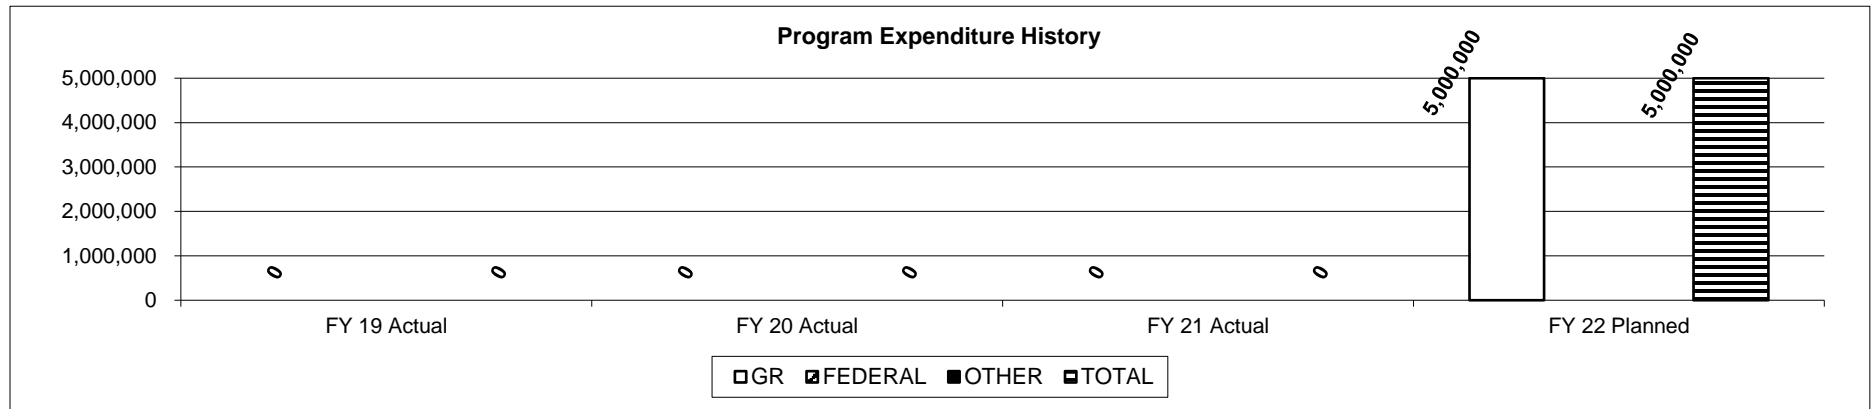 Program Expenditure History
5,000,000 5,000,000
5,000,000
4,000,000
3,000,000
2,000,000
1,000,000
0
0 0 0 0 0 0
FY 19 Actual FY 20 Actual FY 21 Actual FY 22 Planned
GR FEDERAL OTHER TOTAL